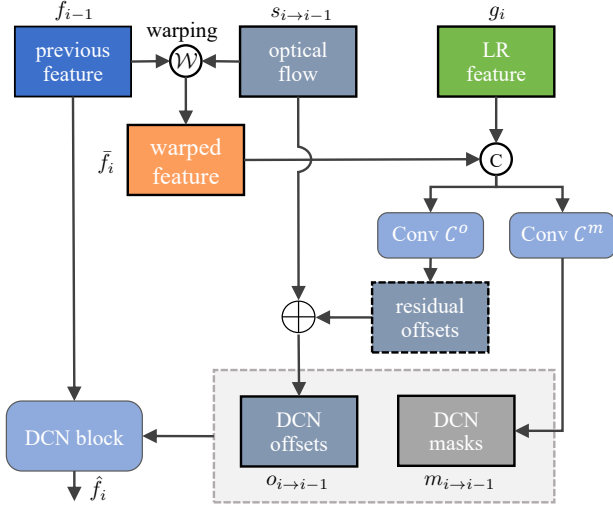 f_{i−1}
s_{i→i−1}
g_i
warping
previous
feature
W
optical
flow
LR
feature
f̄_i
warped
feature
C
Conv C^o
Conv C^m
residual
offsets
DCN block
DCN
offsets
DCN
masks
o_{i→i−1}
m_{i→i−1}
f̂_i